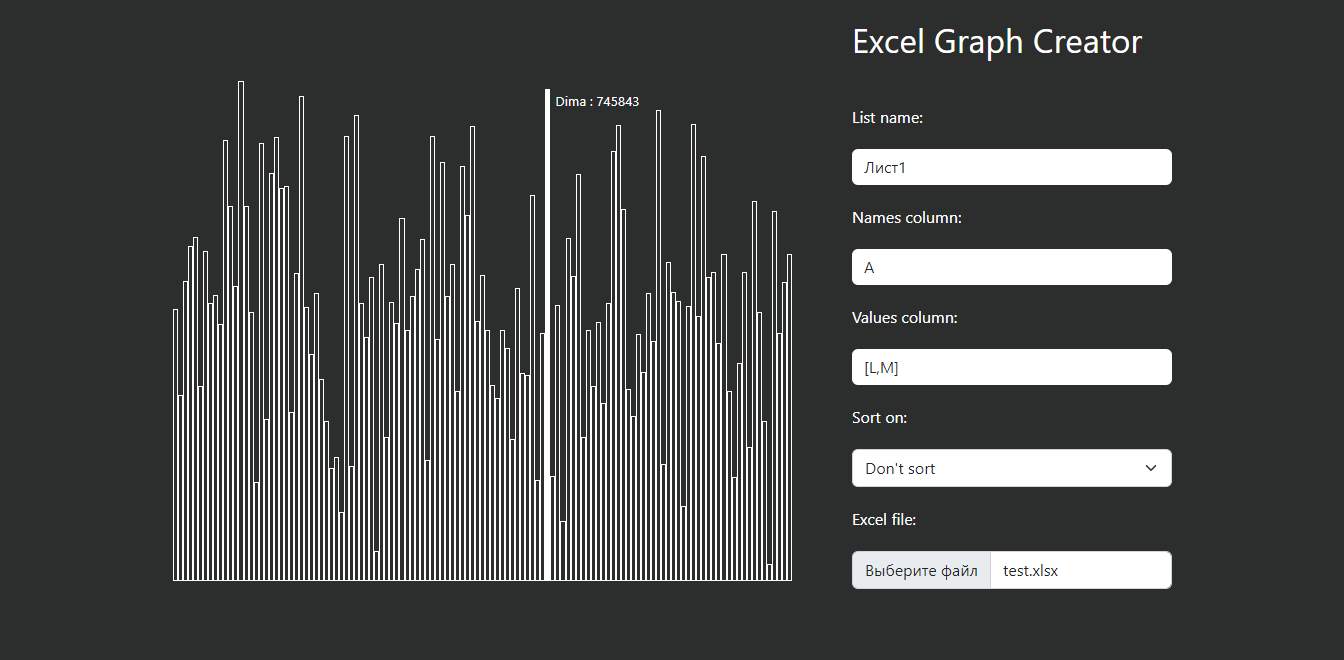 Excel Graph Creator
Dima : 745843
List name:
Лист1
Names column:
A
Values column:
[L,M]
Sort on:
Don't sort
Excel file:
Выберите файл test.xlsx